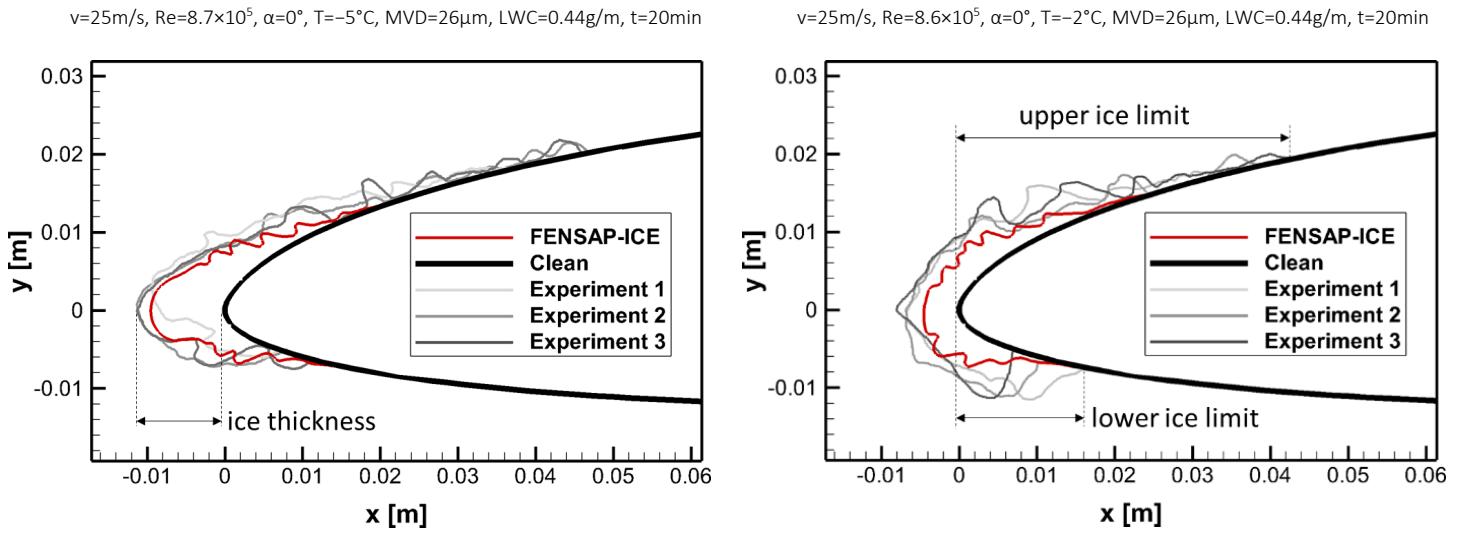 v=25m/s, Re=8.7×10⁵, α=0°, T=−5°C, MVD=26μm, LWC=0.44g/m, t=20min
0.03
0.02
0.01
0
-0.01
y [m]
FENSAP-ICE
Clean
Experiment 1
Experiment 2
Experiment 3
ice thickness
-0.01 0 0.01 0.02 0.03 0.04 0.05 0.06
x [m]
v=25m/s, Re=8.6×10⁵, α=0°, T=−2°C, MVD=26μm, LWC=0.44g/m, t=20min
0.03
0.02
0.01
0
-0.01
y [m]
upper ice limit
FENSAP-ICE
Clean
Experiment 1
Experiment 2
Experiment 3
lower ice limit
-0.01 0 0.01 0.02 0.03 0.04 0.05 0.06
x [m]